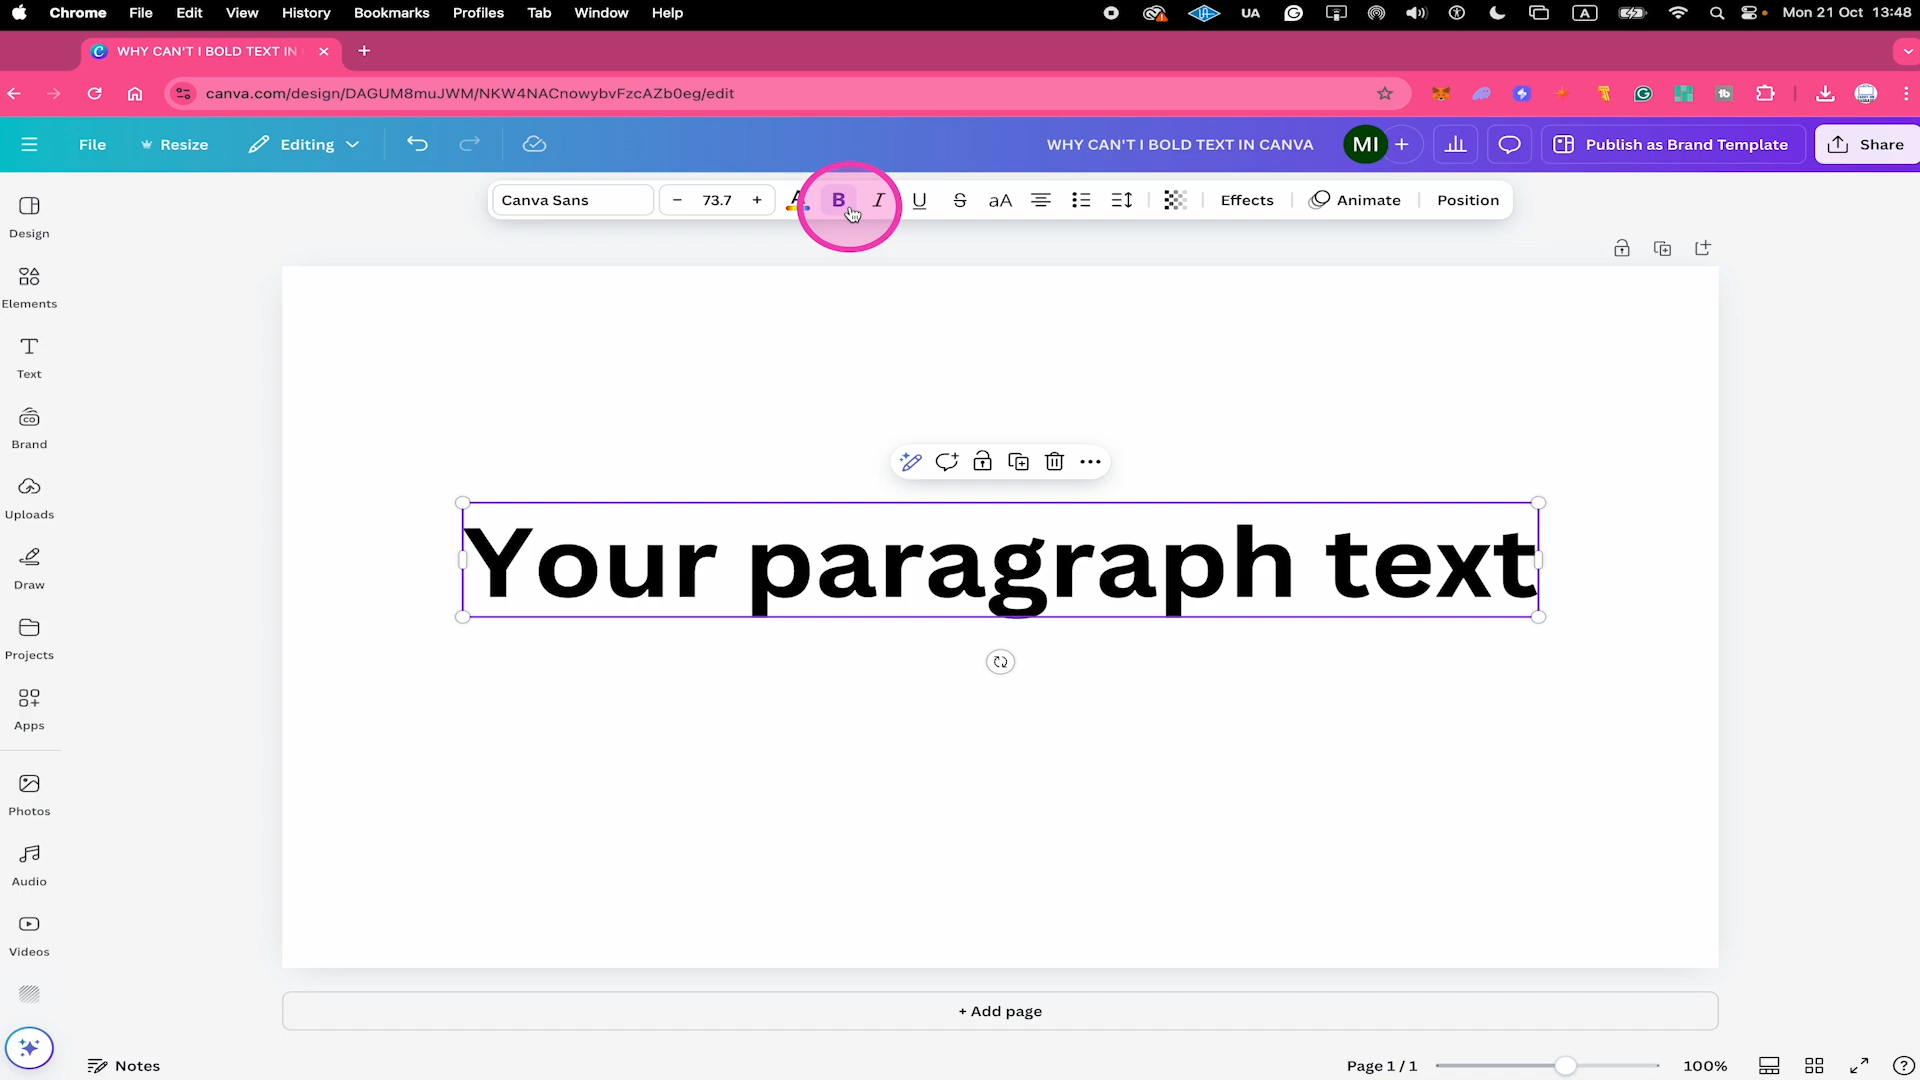 Chrome File Edit View History Bookmarks Profiles Tab Window Help UA A Mon 21 Oct 13:48
WHY CAN'T I BOLD TEXT IN
canva.com/design/DAGUM8muJWM/NKW4NACnowybvFzcAZb0eg/edit
File Resize Editing WHY CAN'T I BOLD TEXT IN CANVA MI + Publish as Brand Template Share
Canva Sans - 73.7 + A B I U S aA Effects Animate Position
Design
Elements
Text
Brand
Uploads
Draw
Projects
Apps
Photos
Audio
Videos
Your paragraph text
+ Add page
Notes Page 1 / 1 100%